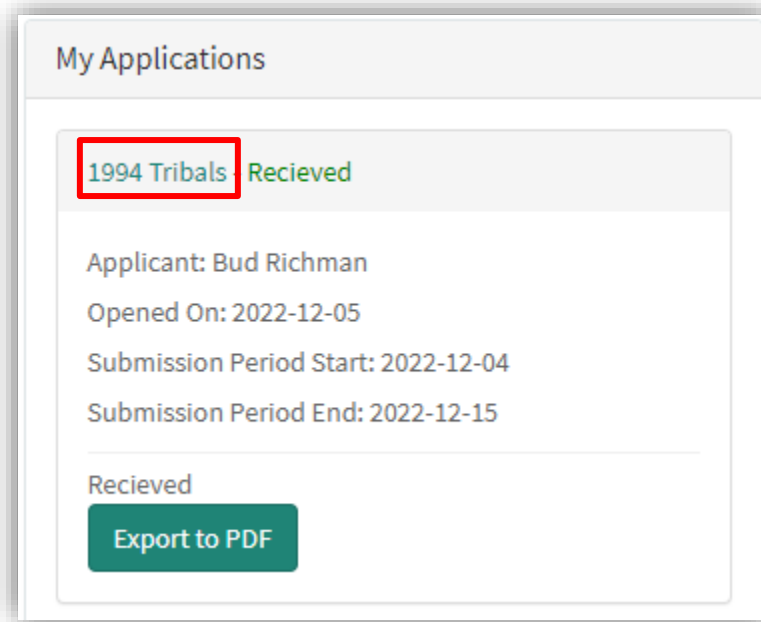 My Applications
1994 Tribals - Recieved
Applicant: Bud Richman
Opened On: 2022-12-05
Submission Period Start: 2022-12-04
Submission Period End: 2022-12-15
Recieved
Export to PDF